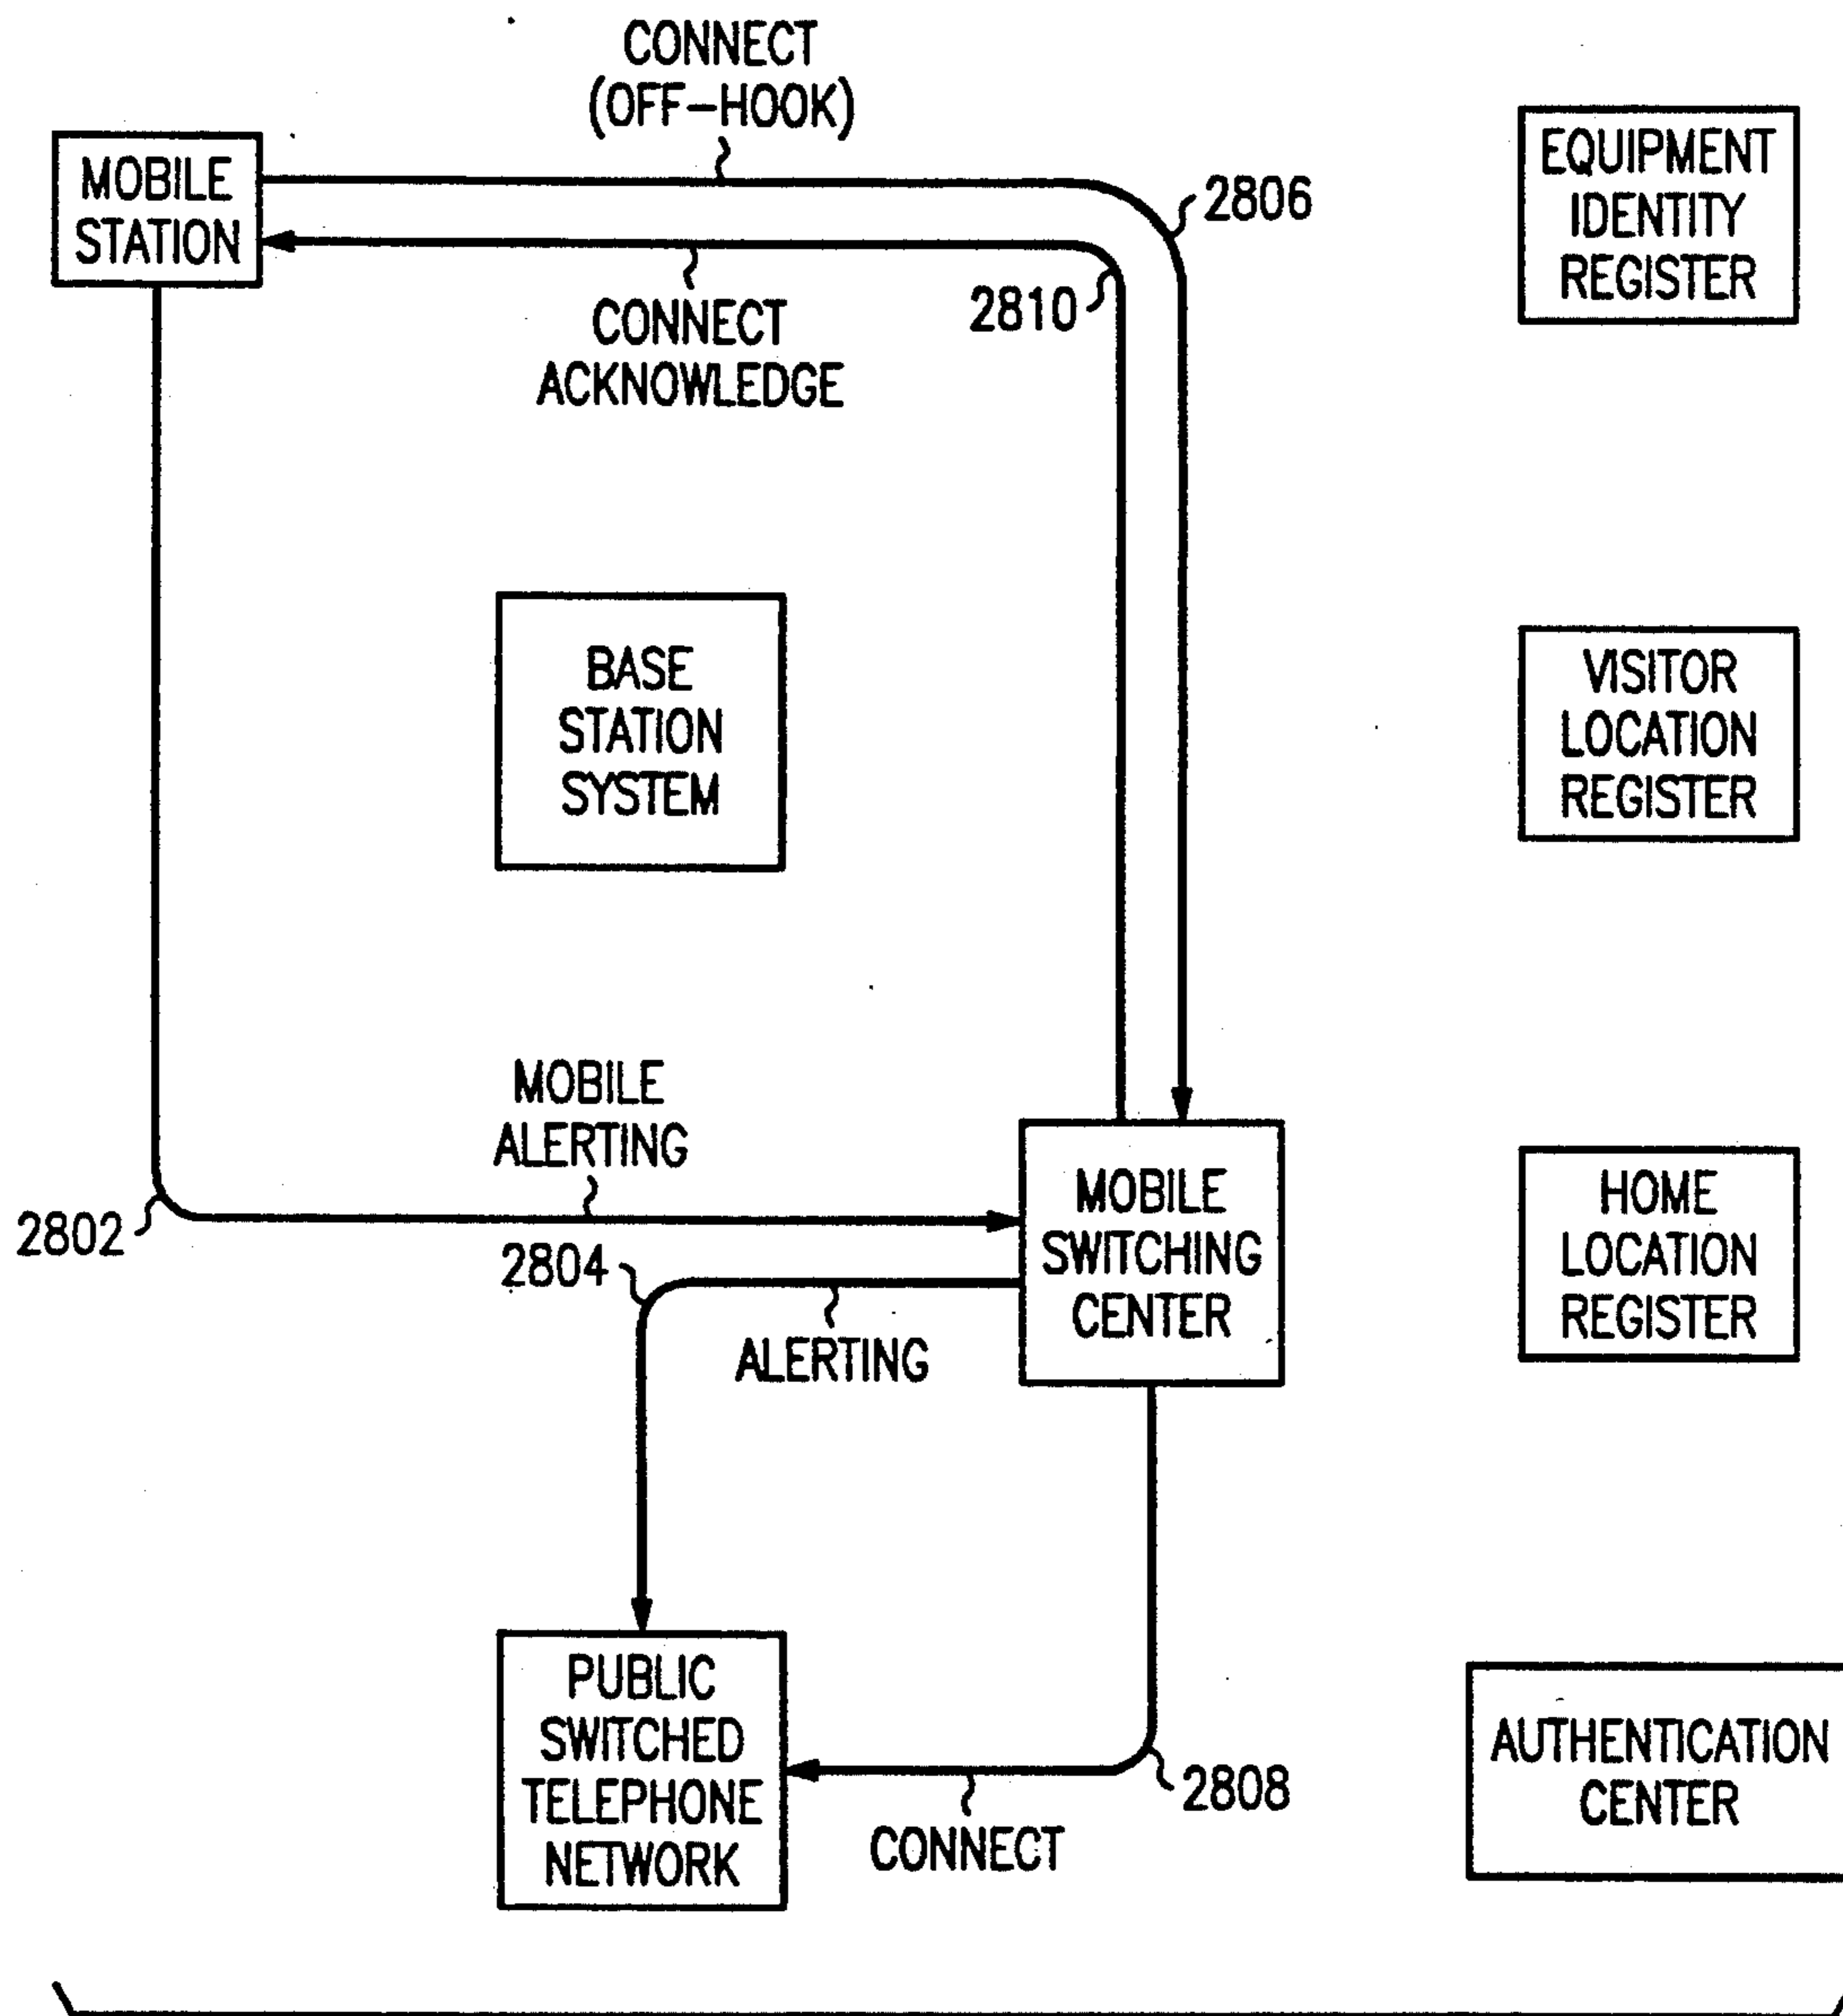 CONNECT
(OFF-HOOK)
MOBILE
STATION
2806
EQUIPMENT
IDENTITY
REGISTER
2810
CONNECT
ACKNOWLEDGE
BASE
STATION
SYSTEM
VISITOR
LOCATION
REGISTER
MOBILE
ALERTING
2802
2804
ALERTING
MOBILE
SWITCHING
CENTER
HOME
LOCATION
REGISTER
PUBLIC
SWITCHED
TELEPHONE
NETWORK
CONNECT
2808
AUTHENTICATION
CENTER